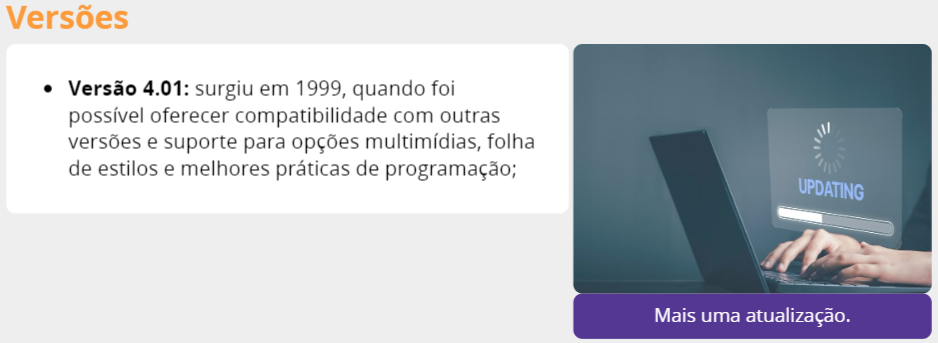 Versões
• Versão 4.01: surgiu em 1999, quando foi
possível oferecer compatibilidade com outras
versões e suporte para opções multimídias, folha
de estilos e melhores práticas de programação;
UPDATING
Mais uma atualização.